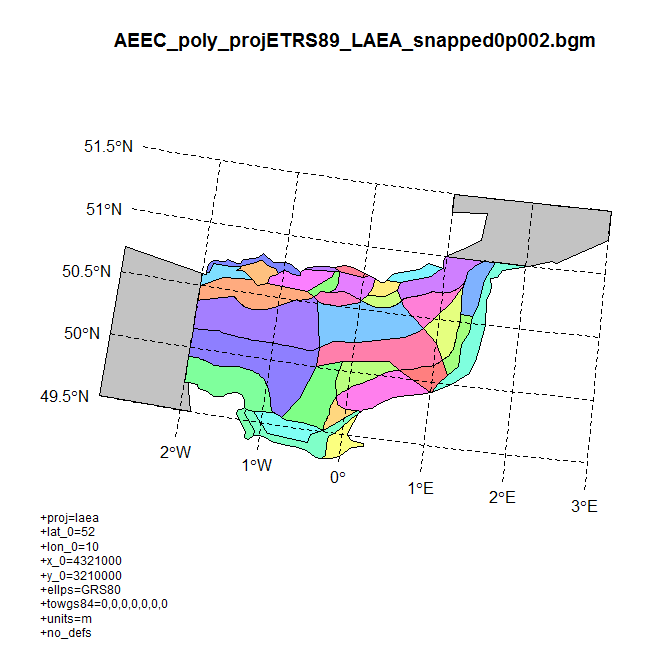 AEEC_poly_projETRS89_LAEA_snapped0p002.bgm
51.5°N
51°N
50.5°N
50°N
49.5°N
2°W
1°W
0°
1°E
2°E
3°E
+proj=laea
+lat_0=52
+lon_0=10
+x_0=4321000
+y_0=3210000
+ellps=GRS80
+towgs84=0,0,0,0,0,0,0
+units=m
+no_defs